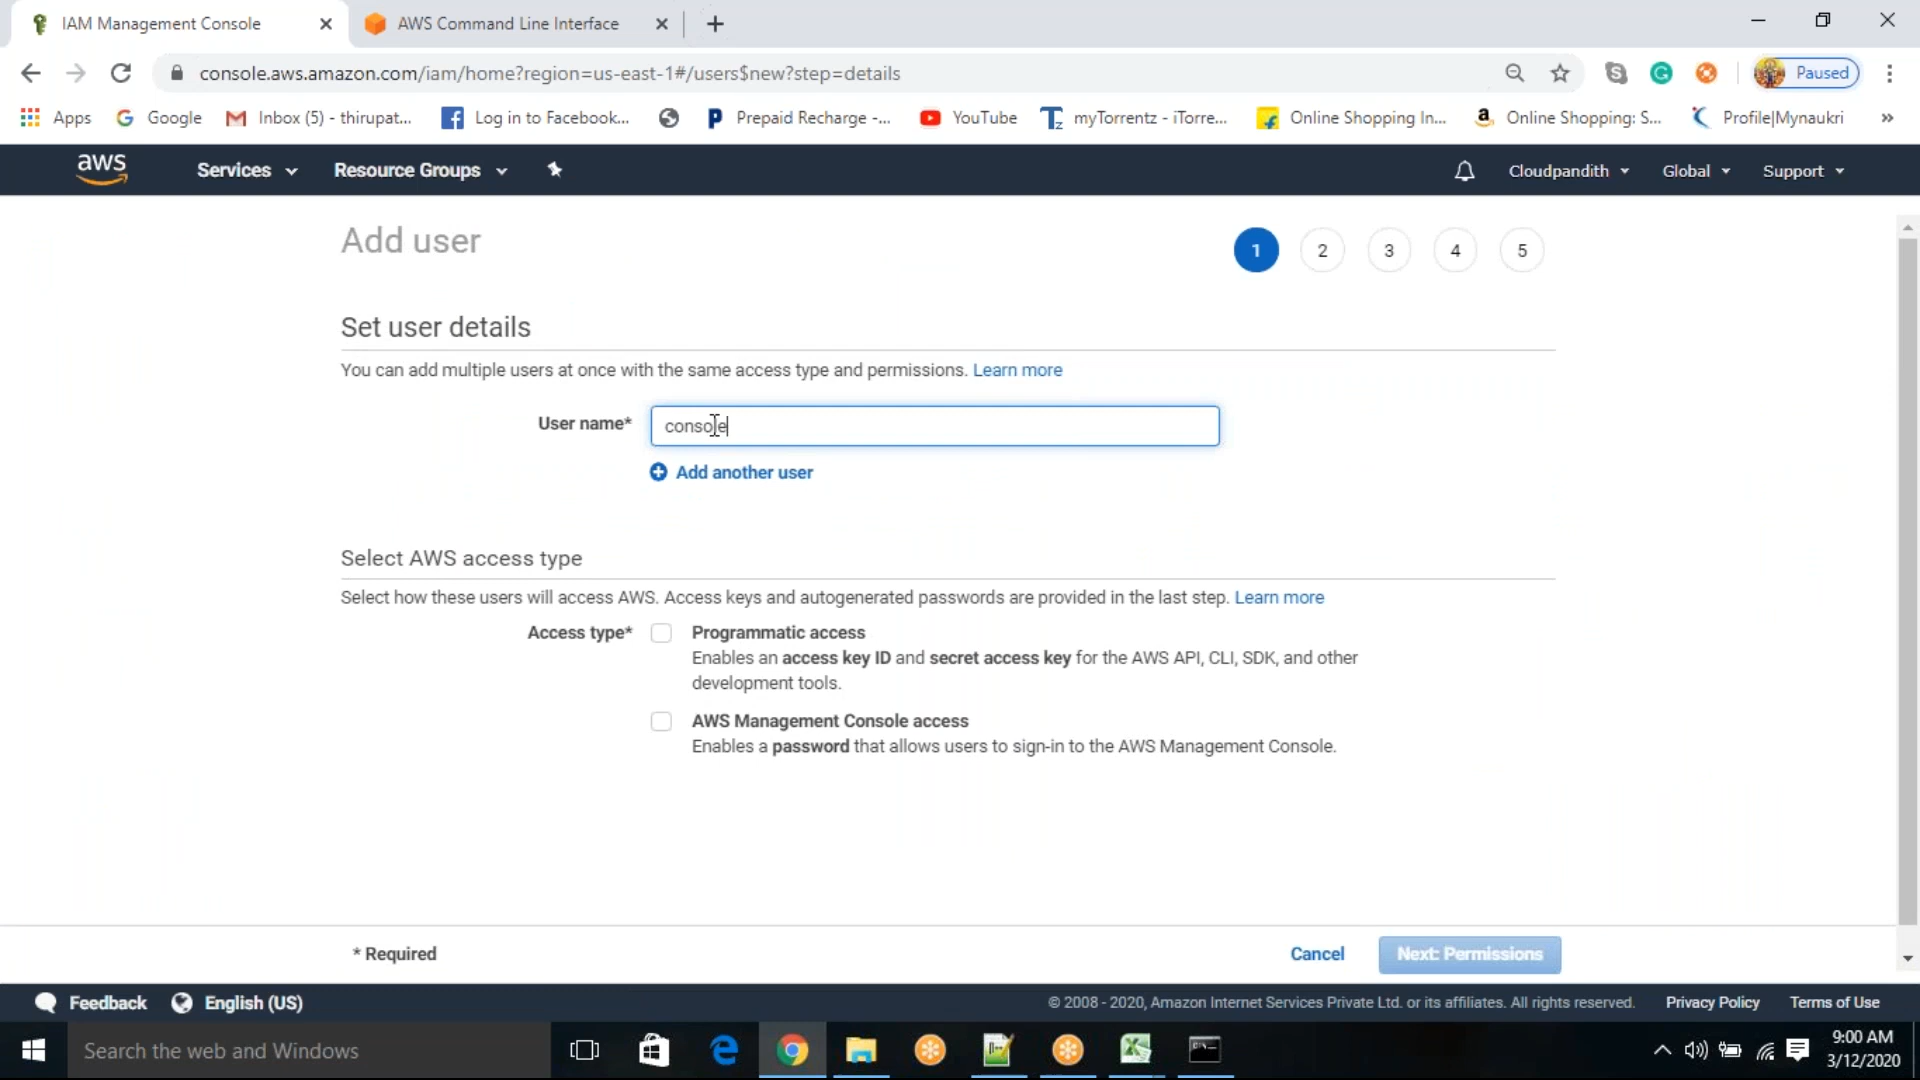 IAM Management Console
AWS Command Line Interface
console.aws.amazon.com/iam/home?region=us-east-1#/users$new?step=details
Paused
Apps
Google
Inbox (5) - thirupat...
Log in to Facebook...
Prepaid Recharge -...
YouTube
myTorrentz - iTorre...
Online Shopping In...
Online Shopping: S...
Profile|Mynaukri
»
aws
Services
Resource Groups
Cloudpandith
Global
Support
Add user
1 2 3 4 5
Set user details
You can add multiple users at once with the same access type and permissions. Learn more
User name*
console
Add another user
Select AWS access type
Select how these users will access AWS. Access keys and autogenerated passwords are provided in the last step. Learn more
Access type*
Programmatic access
Enables an access key ID and secret access key for the AWS API, CLI, SDK, and other
development tools.
AWS Management Console access
Enables a password that allows users to sign-in to the AWS Management Console.
* Required
Cancel
Next: Permissions
Feedback
English (US)
© 2008 - 2020, Amazon Internet Services Private Ltd. or its affiliates. All rights reserved.
Privacy Policy
Terms of Use
Search the web and Windows
9:00 AM
3/12/2020